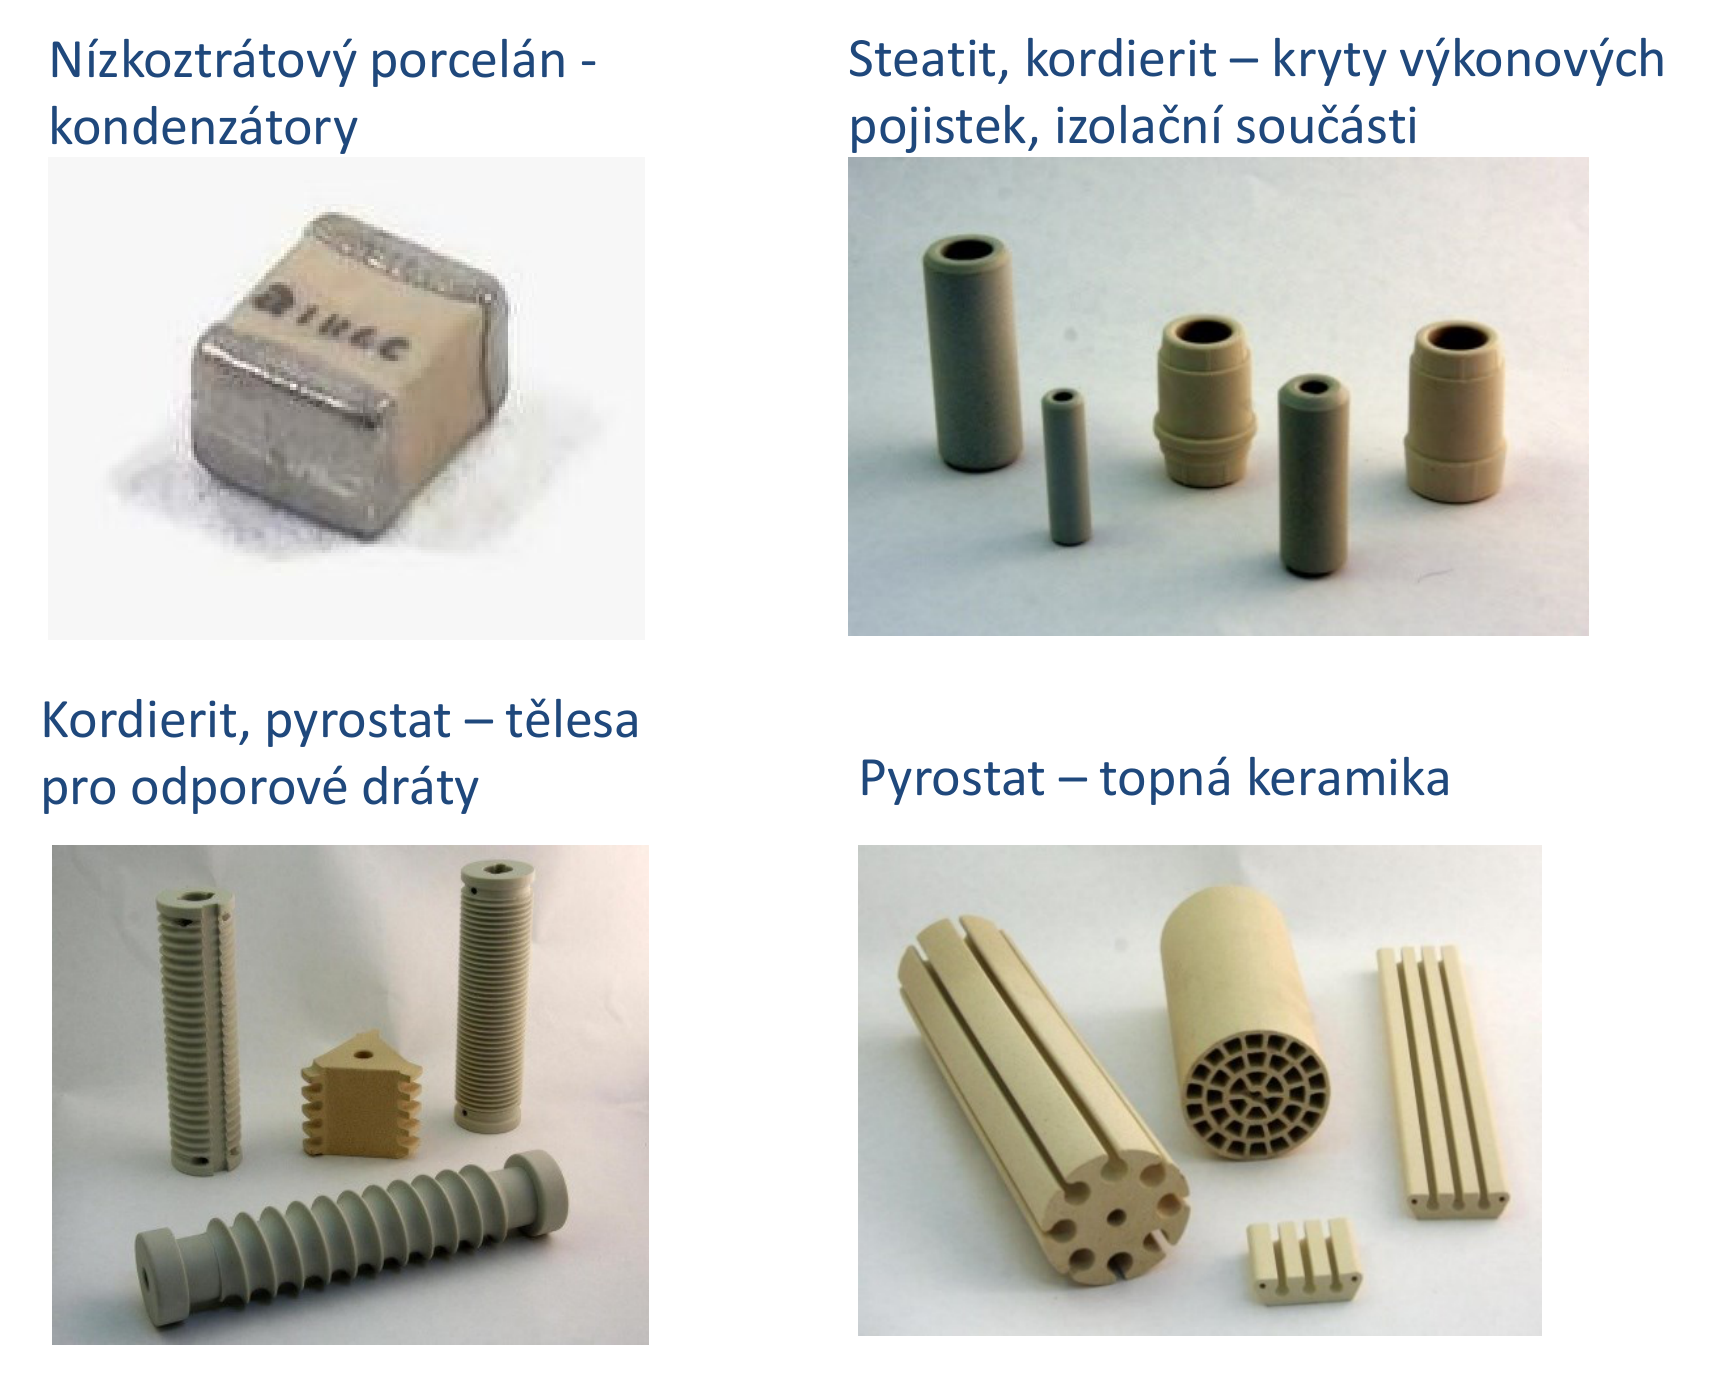 Nízkoztrátový porcelán -
kondenzátory
Steatit, kordierit – kryty výkonových
pojistek, izolační součásti
Kordierit, pyrostat – tělesa
pro odporové dráty
Pyrostat – topná keramika